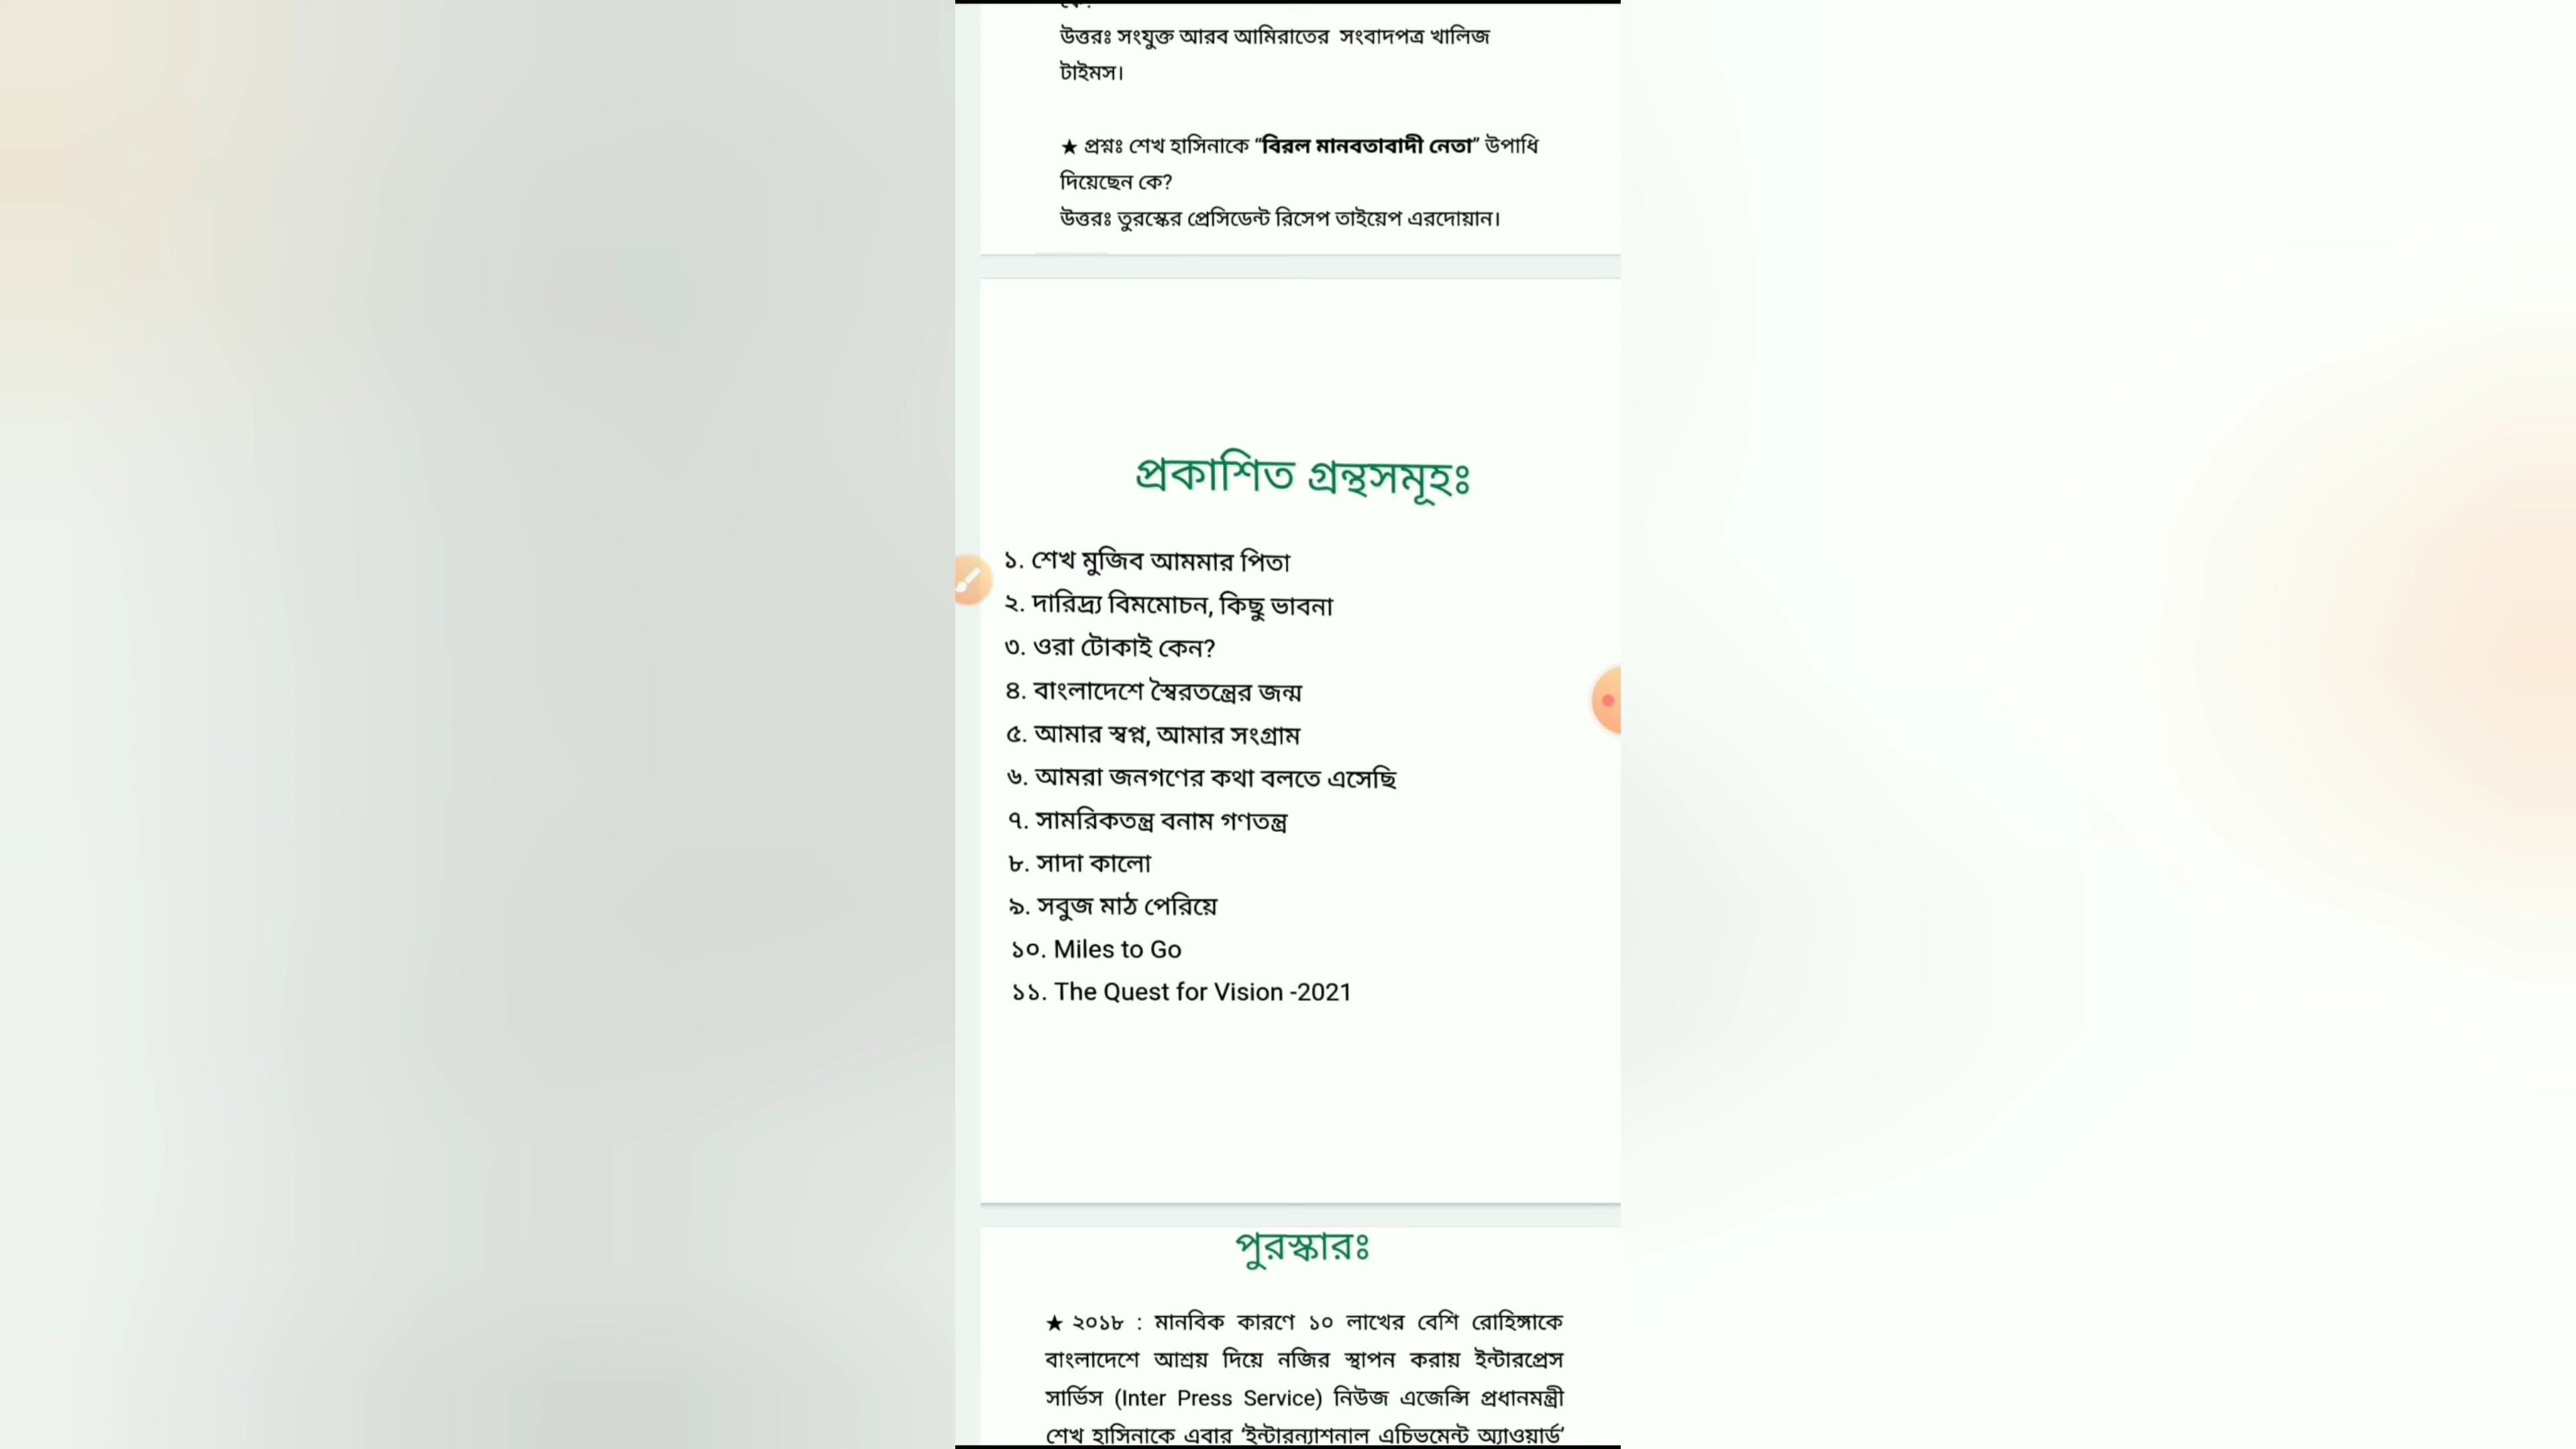 উত্তরঃ সংযুক্ত আরব আমিরাতের সংবাদপত্র খালিজ
টাইমস।
★ প্রশ্নঃ শেখ হাসিনাকে “বিরল মানবতাবাদী নেতা” উপাধি
দিয়েছেন কে?
উত্তরঃ তুরস্কের প্রেসিডেন্ট রিসেপ তাইয়েপ এরদোয়ান।
প্রকাশিত গ্রন্থসমূহঃ
১. শেখ মুজিব আমমার পিতা
২. দারিদ্র্য বিমমোচন, কিছু ভাবনা
৩. ওরা টোকাই কেন?
৪. বাংলাদেশে স্বৈরতন্ত্রের জন্ম
৫. আমার স্বপ্ন, আমার সংগ্রাম
৬. আমরা জনগণের কথা বলতে এসেছি
৭. সামরিকতন্ত্র বনাম গণতন্ত্র
৮. সাদা কালো
৯. সবুজ মাঠ পেরিয়ে
১০. Miles to Go
১১. The Quest for Vision -2021
পুরস্কারঃ
★ ২০১৮ : মানবিক কারণে ১০ লাখের বেশি রোহিঙ্গাকে
বাংলাদেশে আশ্রয় দিয়ে নজির স্থাপন করায় ইন্টারপ্রেস
সার্ভিস (Inter Press Service) নিউজ এজেন্সি প্রধানমন্ত্রী
শেখ হাসিনাকে এবার ‘ইন্টারন্যাশনাল এচিভমেন্ট অ্যাওয়ার্ড’